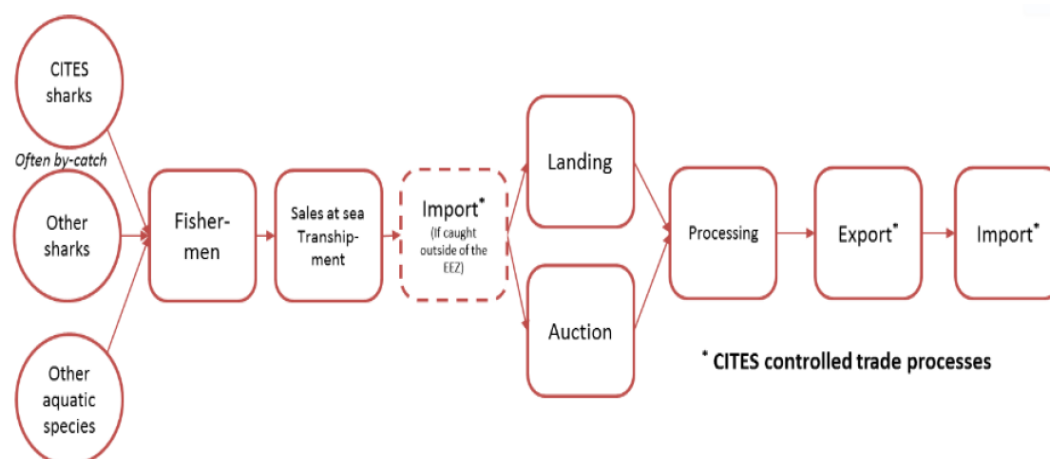 CITES
sharks
Often by-catch
Other
sharks
Other
aquatic
species
Fisher-
men
Sales at sea
Tranship-
ment
Import*
(If caught
outside of the
EEZ)
Landing
Auction
Processing
Export*
Import*
* CITES controlled trade processes